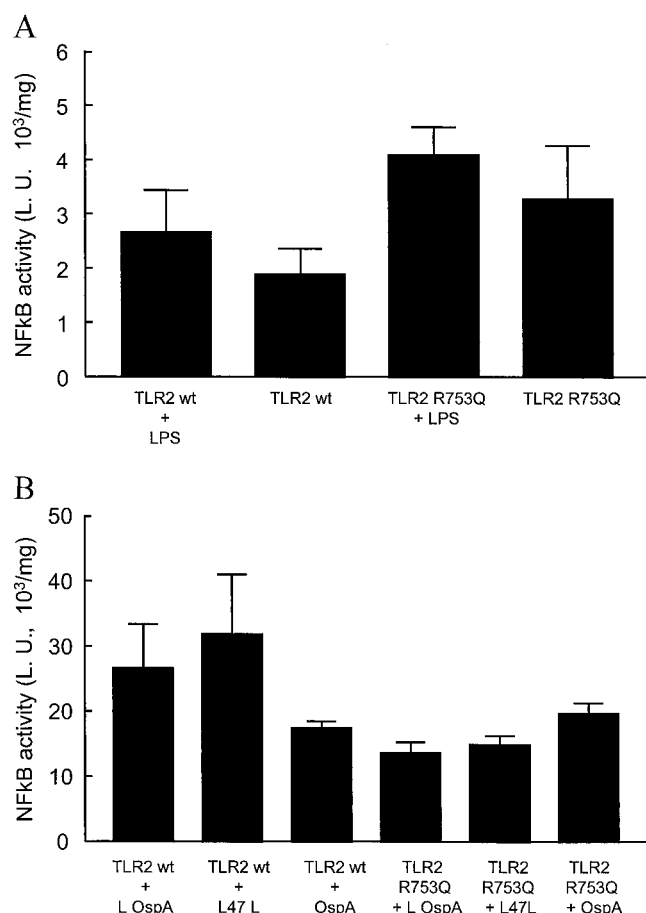 A
NFkB activity (L. U. 10³/mg)
6
5
4
3
2
1
0
TLR2 wt
+
LPS
TLR2 wt
TLR2 R753Q
+ LPS
TLR2 R753Q
B
NFkB activity (L. U., 10³/mg)
50
40
30
20
10
0
TLR2 wt
+
L OspA
TLR2 wt
+
L47 L
TLR2 wt
+
OspA
TLR2
R753Q
+ L OspA
TLR2
R753Q
+ L47L
TLR2
R753Q
+ OspA